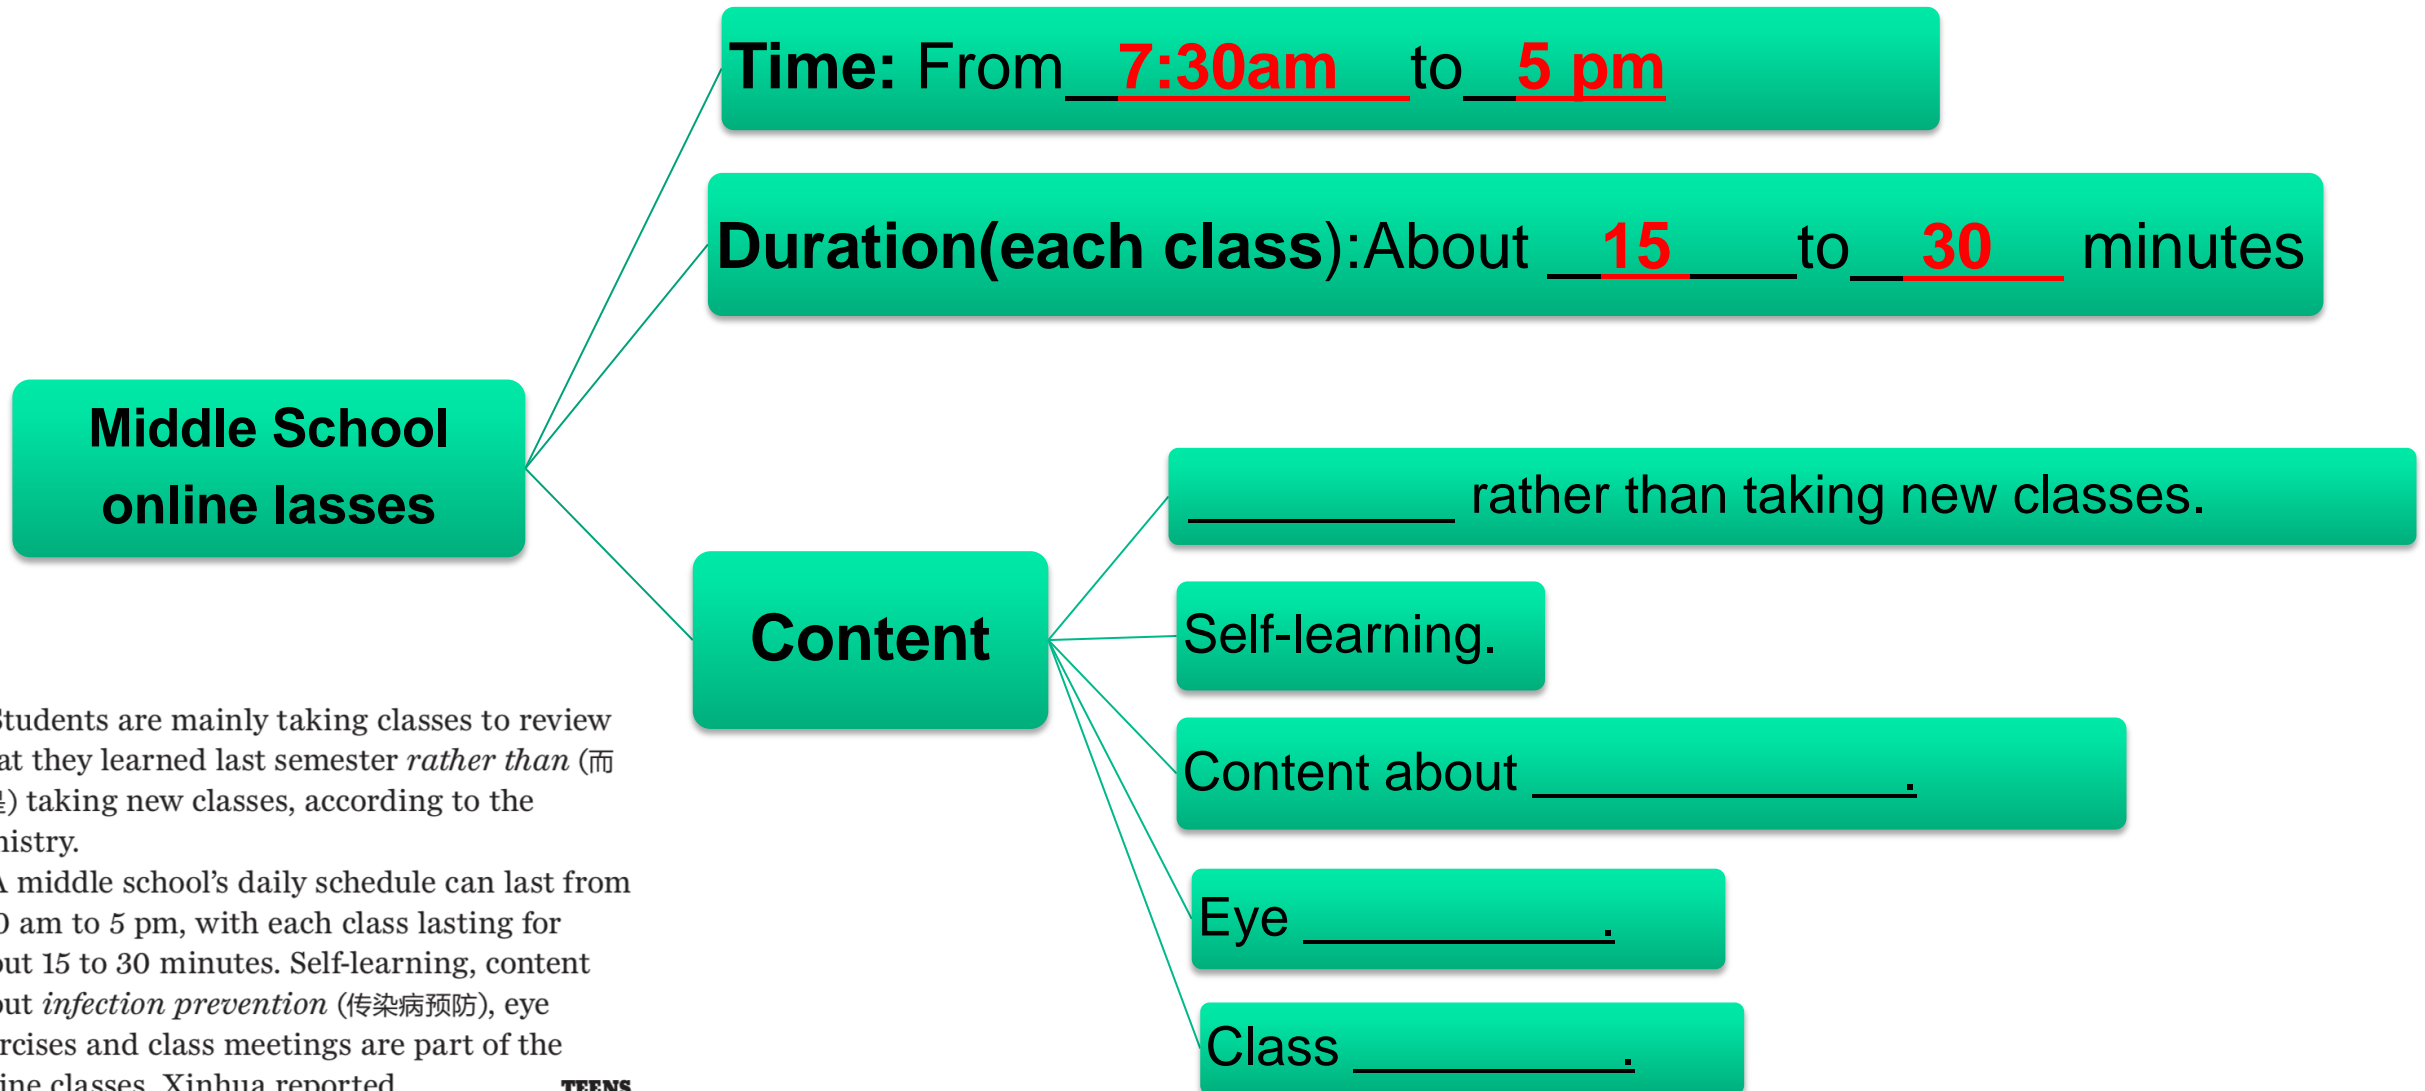 Time: From 7:30am to 5 pm
Duration(each class):About 15 to 30 minutes
Middle School
online lasses
rather than taking new classes.
Content
Self-learning.
Content about .
Eye .
Class .
Students are mainly taking classes to review
at they learned last semester rather than (而
) taking new classes, according to the
nistry.
A middle school’s daily schedule can last from
0 am to 5 pm, with each class lasting for
out 15 to 30 minutes. Self-learning, content
out infection prevention (传染病预防), eye
rcises and class meetings are part of the
ine classes, Xinhua reported.
TEENS